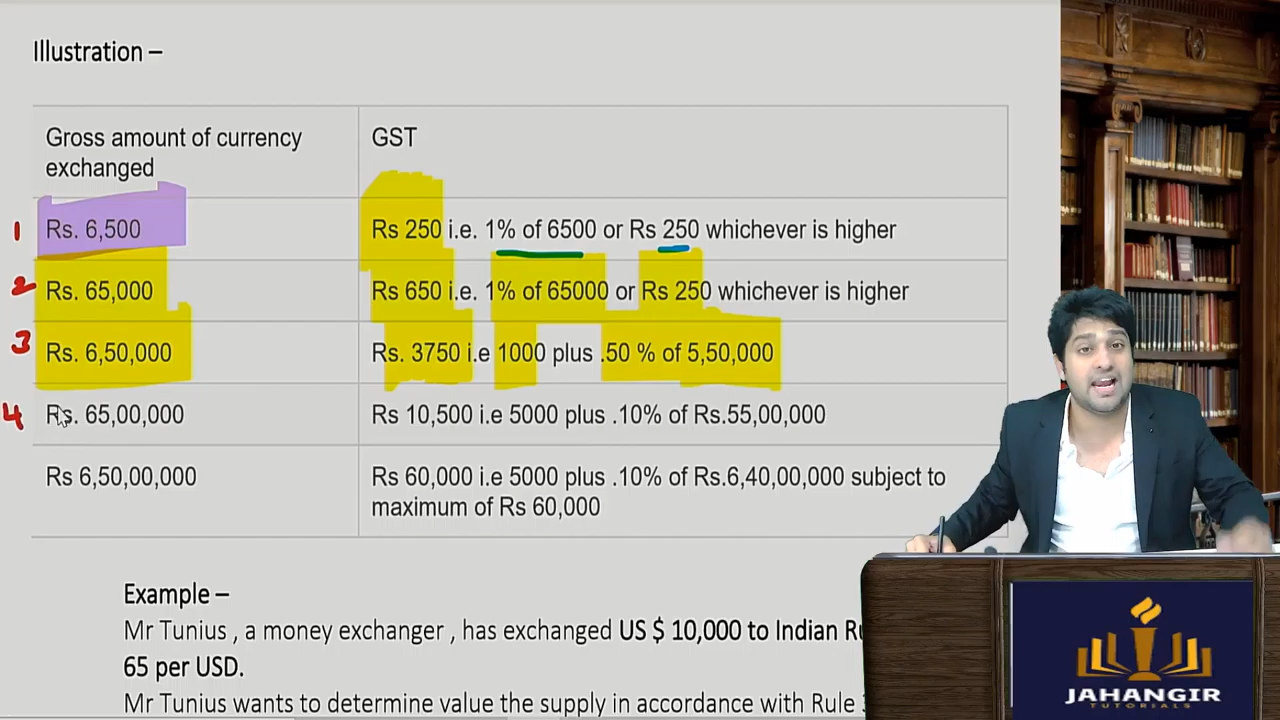 Illustration –
Gross amount of currency
exchanged
GST
1
Rs. 6,500
Rs 250 i.e. 1% of 6500 or Rs 250 whichever is higher
2
Rs. 65,000
Rs 650 i.e. 1% of 65000 or Rs 250 whichever is higher
3
Rs. 6,50,000
Rs. 3750 i.e 1000 plus .50 % of 5,50,000
4
Rs. 65,00,000
Rs 10,500 i.e 5000 plus .10% of Rs.55,00,000
Rs 6,50,00,000
Rs 60,000 i.e 5000 plus .10% of Rs.6,40,00,000 subject to
maximum of Rs 60,000
Example –
Mr Tunius , a money exchanger , has exchanged US $ 10,000 to Indian
65 per USD.
Mr Tunius wants to determine value the supply in accordance with Rule
JAHANGIR
TUTORIALS